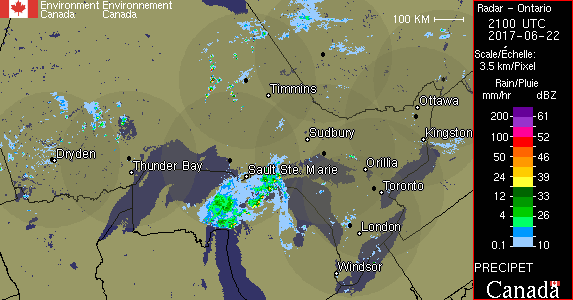 Environment Environnement
Canada Canada
100 KM
Timmins
Ottawa
Sudbury
Kingston
Dryden
Thunder Bay
Sault Ste. Marie
Orillia
Toronto
London
Windsor
Radar - Ontario
2100 UTC
2017-06-22
Scale/Échelle:
3.5 km/Pixel
Rain/Pluie
mm/hr dBZ
200 61
100 52
50 46
24 39
12 33
4 26
0.1 10
PRECIPET
Canada